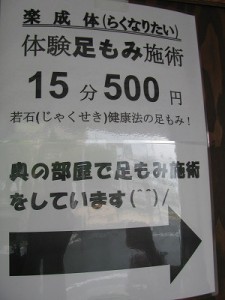 楽成体(らくなりたい)
体験足もみ施術
15分500円
若石(じゃくせき)健康法の足もみ!
奥の部屋で足もみ施術
をしています(^^)/